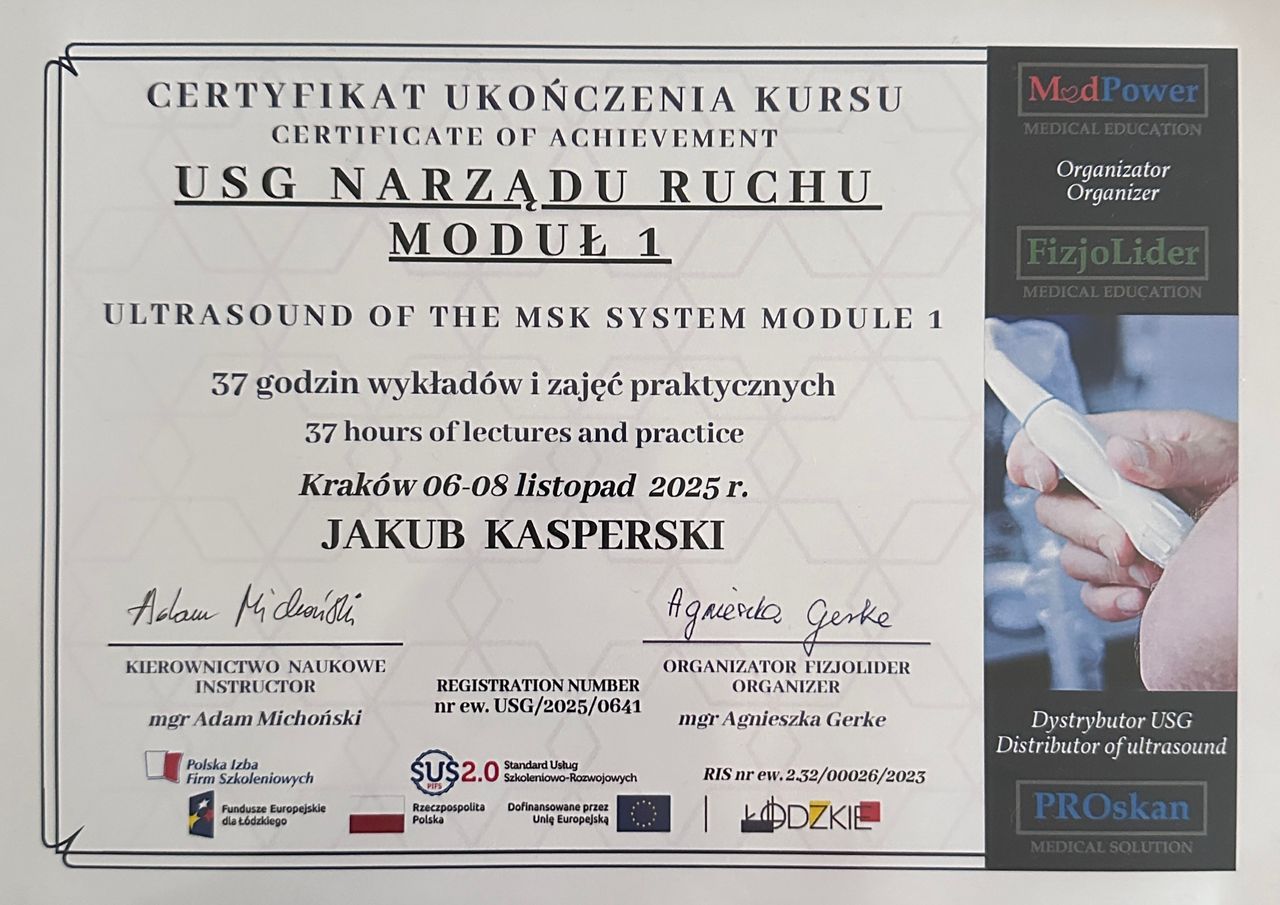 CERTYFIKAT UKOŃCZENIA KURSU
CERTIFICATE OF ACHIEVEMENT
USG NARZĄDU RUCHU
MODUŁ 1
ULTRASOUND OF THE MSK SYSTEM MODULE 1
37 godzin wykładów i zajęć praktycznych
37 hours of lectures and practice
Kraków 06-08 listopad 2025 r.
JAKUB KASPERSKI
Adam Michoński
KIEROWNICTWO NAUKOWE
INSTRUCTOR
mgr Adam Michoński
REGISTRATION NUMBER
nr ew. USG/2025/0641
Agnieszka Gerke
ORGANIZATOR FIZJOLIDER
ORGANIZER
mgr Agnieszka Gerke
Polska Izba
Firm Szkoleniowych
SUS 2.0
PIFS
Standard Usług
Szkoleniowo-Rozwojowych
RIS nr ew. 2.32/00026/2023
Fundusze Europejskie
dla Łódzkiego
Rzeczpospolita
Polska
Dofinansowane przez
Unię Europejską
ŁÓDZKIE
MedPower
MEDICAL EDUCATION
Organizator
Organizer
FizjoLider
MEDICAL EDUCATION
Dystrybutor USG
Distributor of ultrasound
PROskan
MEDICAL SOLUTION